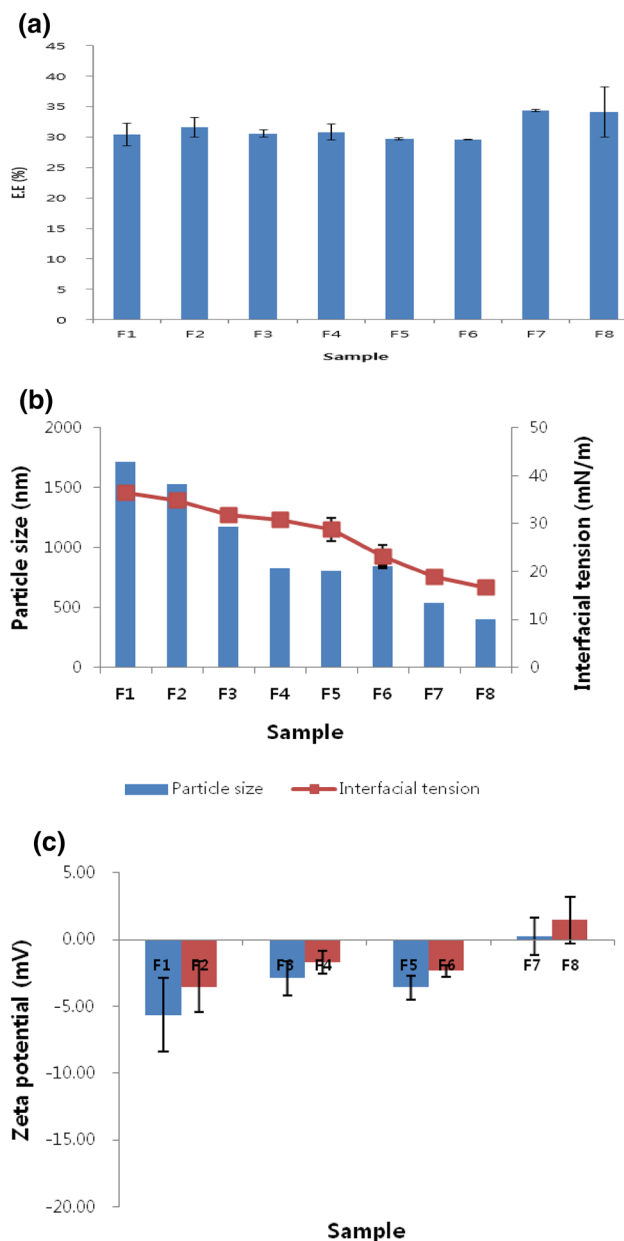 (a)
45
40
35
30
25
20
15
10
5
0
E.E (%)
F1 F2 F3 F4 F5 F6 F7 F8
Sample
(b)
2000
1500
1000
500
0
Particle size (nm)
50
40
30
20
10
0
Interfacial tension (mN/m)
F1 F2 F3 F4 F5 F6 F7 F8
Sample
Particle size Interfacial tension
(c)
5.00
0.00
-5.00
-10.00
-15.00
-20.00
Zeta potential (mV)
F1 F2 F3 F4 F5 F6 F7 F8
Sample